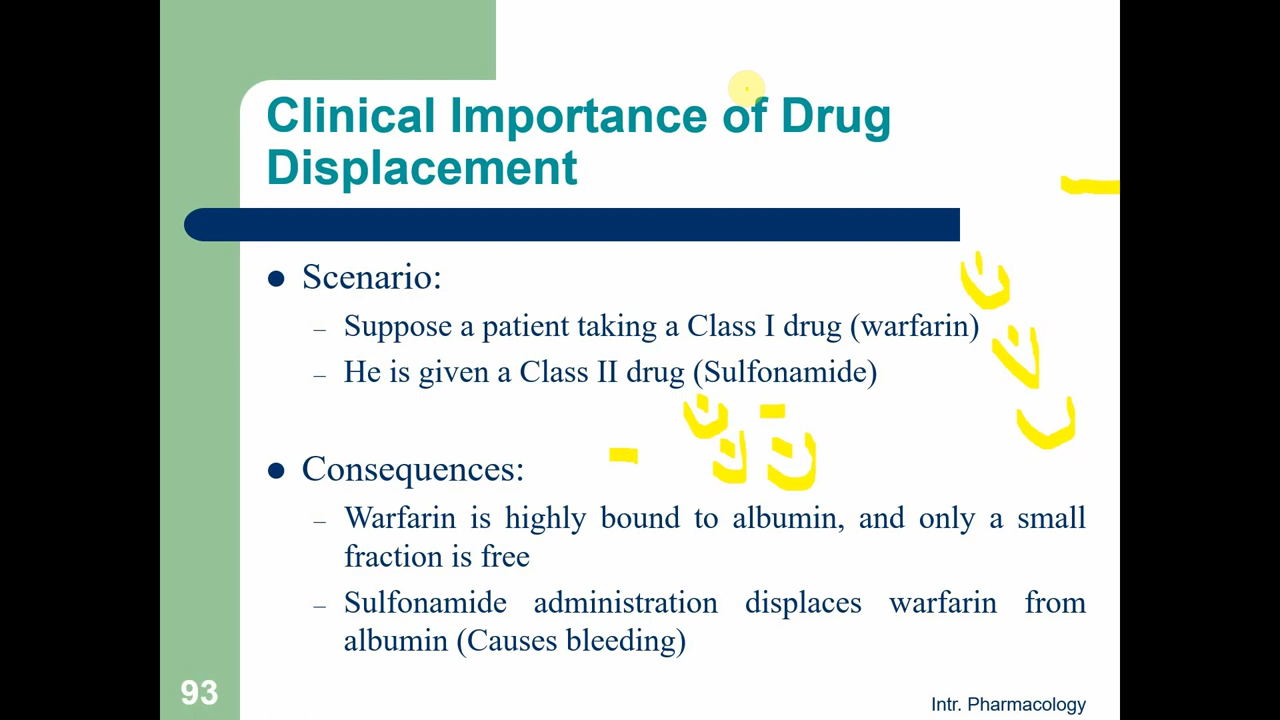 Clinical Importance of Drug
Displacement
● Scenario:
– Suppose a patient taking a Class I drug (warfarin)
– He is given a Class II drug (Sulfonamide)
● Consequences:
– Warfarin is highly bound to albumin, and only a small
fraction is free
– Sulfonamide administration displaces warfarin from
albumin (Causes bleeding)
93
Intr. Pharmacology